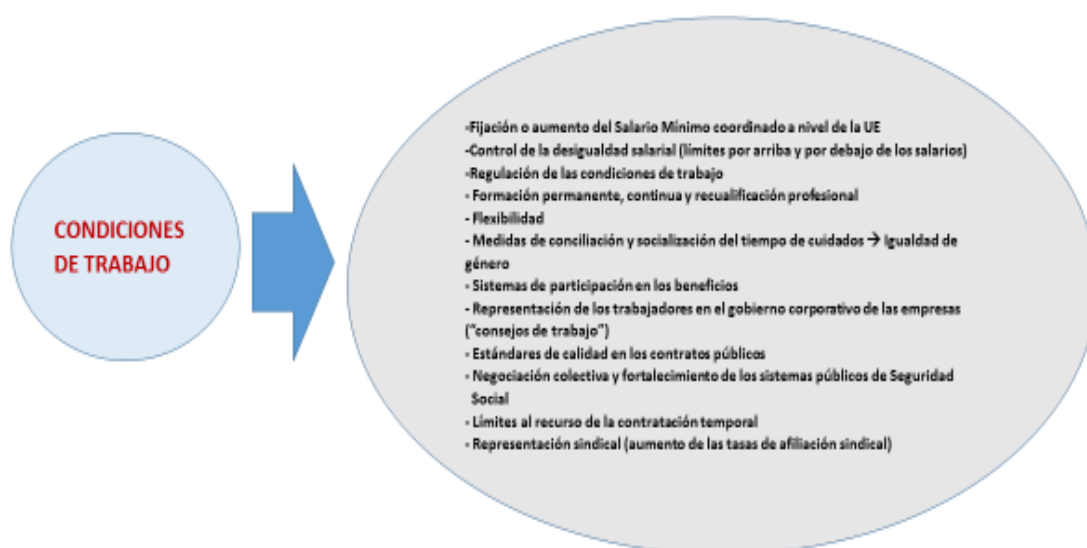 CONDICIONES
DE TRABAJO
-Fijación o aumento del Salario Mínimo coordinado a nivel de la UE
-Control de la desigualdad salarial (límites por arriba y por debajo de los salarios)
-Regulación de las condiciones de trabajo
- Formación permanente, continua y recualificación profesional
- Flexibilidad
- Medidas de conciliación y socialización del tiempo de cuidados → Igualdad de
género
- Sistemas de participación en los beneficios
- Representación de los trabajadores en el gobierno corporativo de las empresas
("consejos de trabajo")
- Estándares de calidad en los contratos públicos
- Negociación colectiva y fortalecimiento de los sistemas públicos de Seguridad
Social
- Límites al recurso de la contratación temporal
- Representación sindical (aumento de las tasas de afiliación sindical)